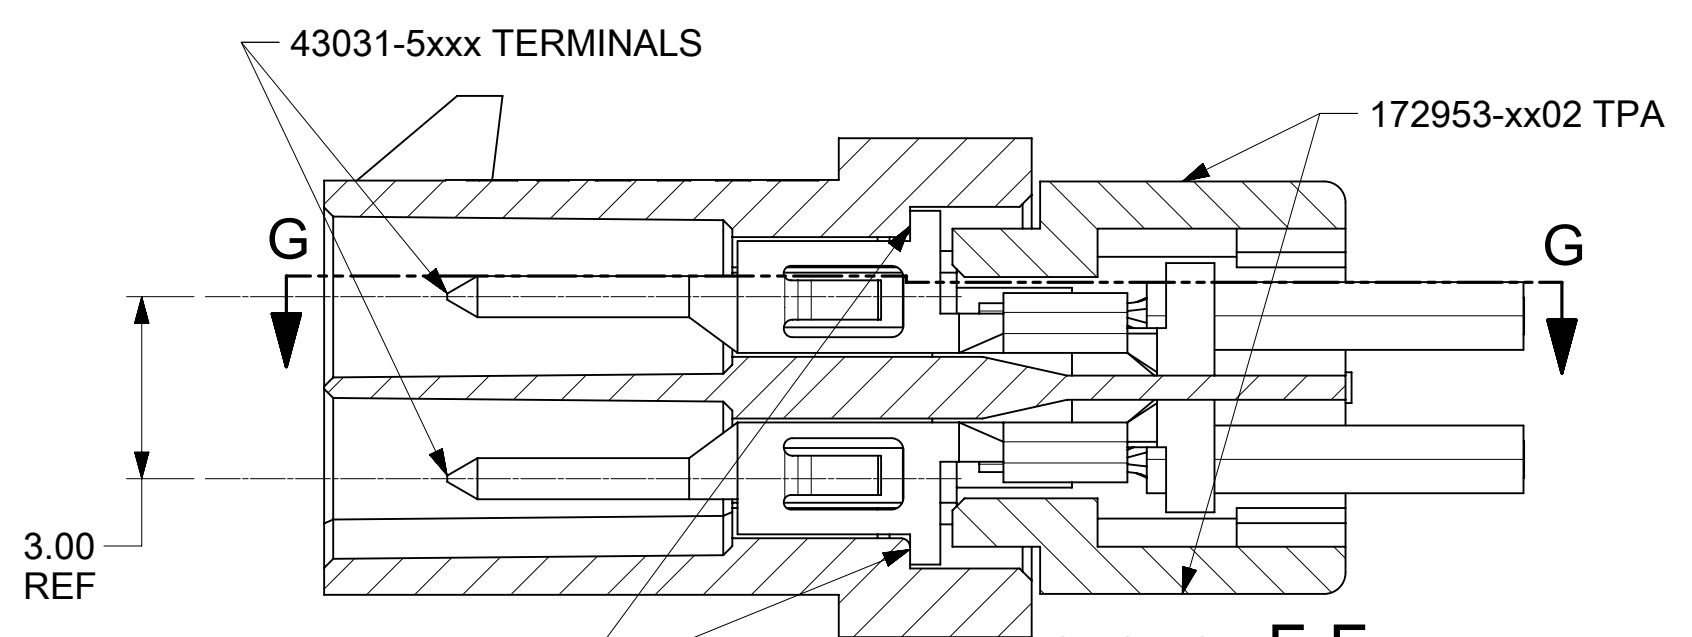 43031-5xxx TERMINALS
172953-xx02 TPA
G
G
3.00
REF